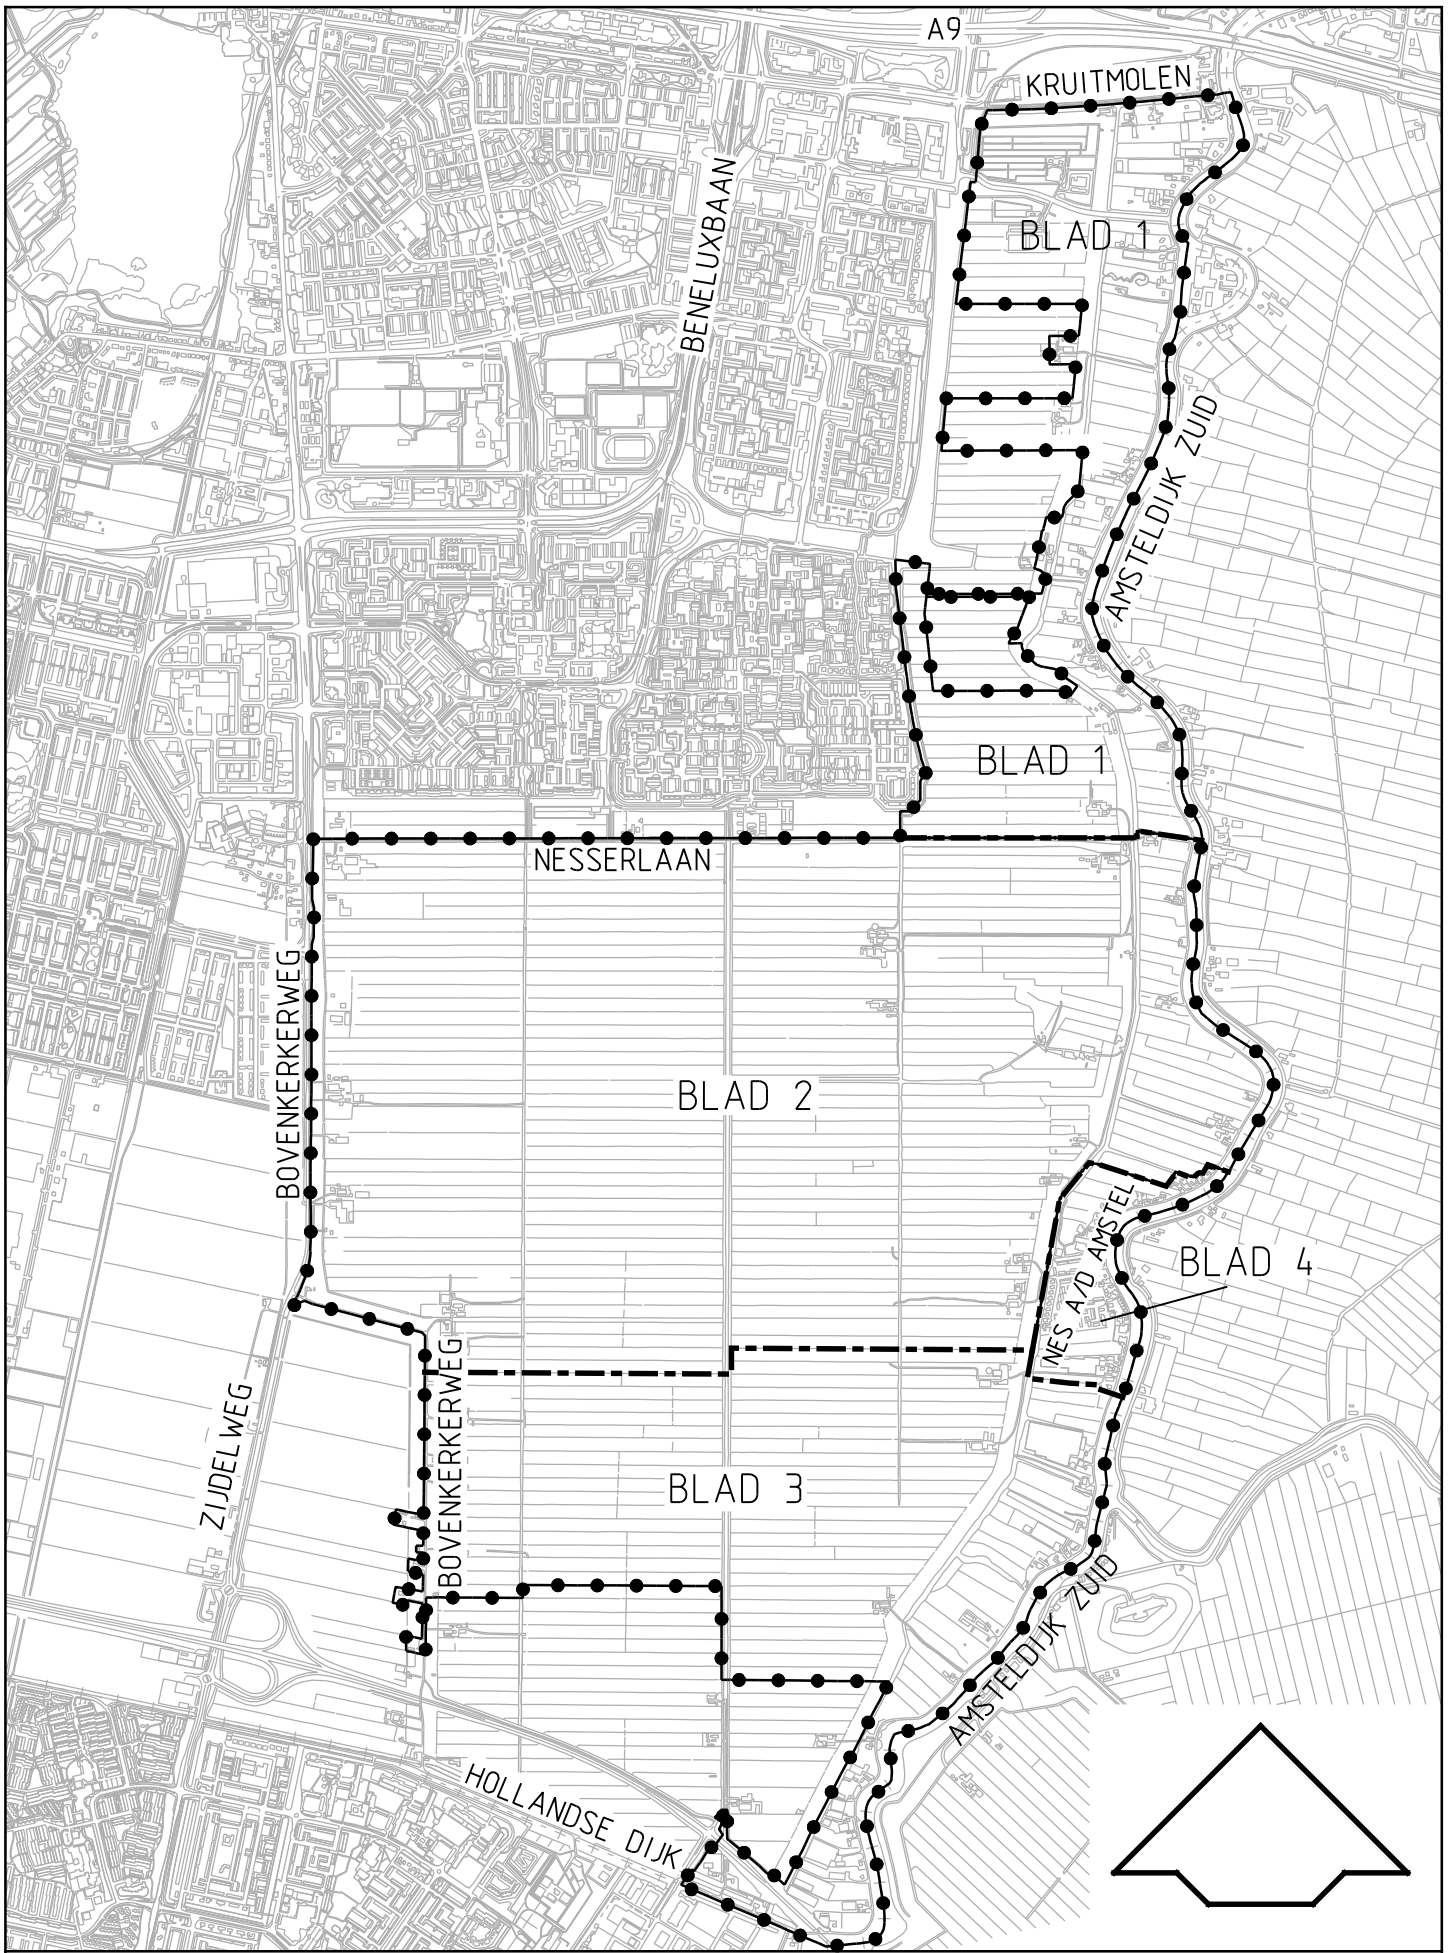 A9
KRUITMOLEN
BENELUXBAAN
BLAD 1
AMSTELDIJK ZUID
BLAD 1
NESSERLAAN
BOVENKERKERWEG
BLAD 2
NES A/D AMSTEL
BLAD 4
BOVENKERKERWEG
ZIJDELWEG
BLAD 3
AMSTELDIJK ZUID
HOLLANDSE DIJK